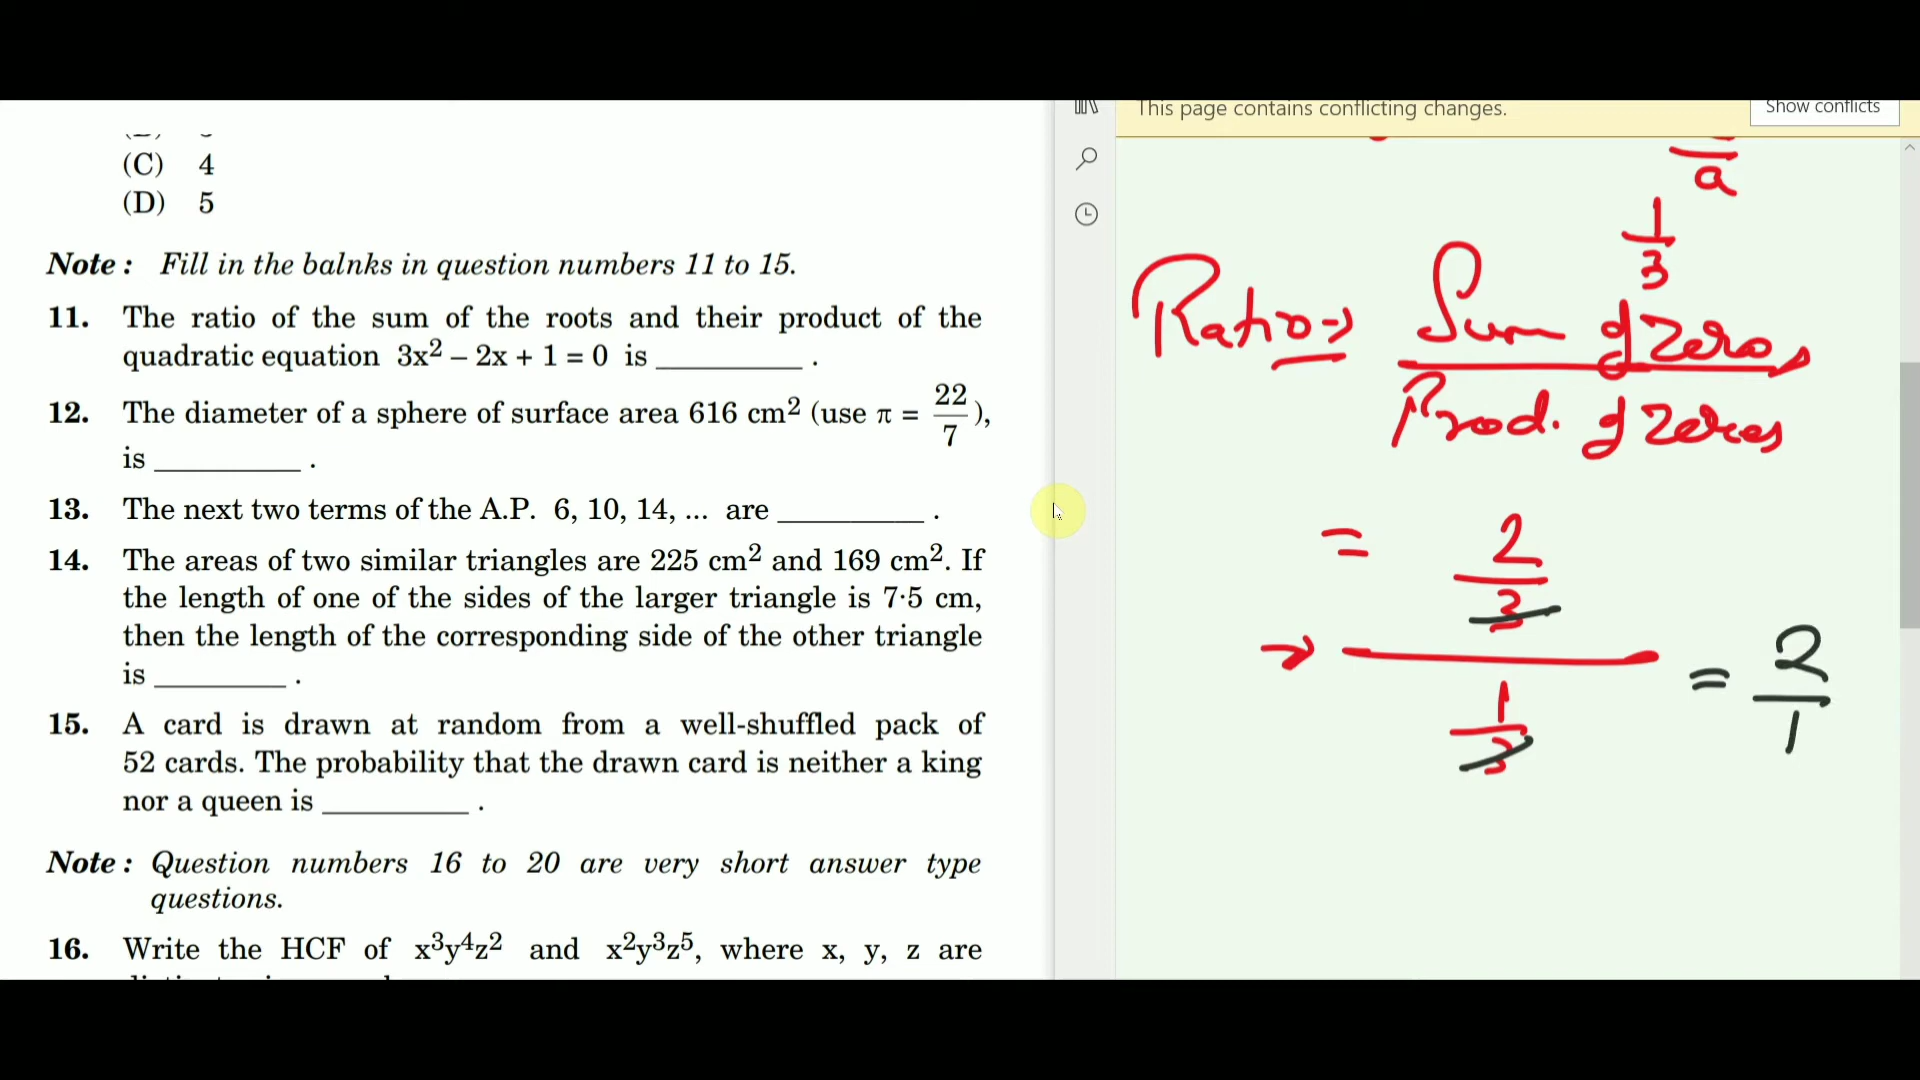 (C) 4
(D) 5
Note : Fill in the balnks in question numbers 11 to 15.
11. The ratio of the sum of the roots and their product of the
quadratic equation 3x² – 2x + 1 = 0 is __________ .
12. The diameter of a sphere of surface area 616 cm² (use π = 22/7),
is __________ .
13. The next two terms of the A.P. 6, 10, 14, ... are __________ .
14. The areas of two similar triangles are 225 cm² and 169 cm². If
the length of one of the sides of the larger triangle is 7·5 cm,
then the length of the corresponding side of the other triangle
is _________ .
15. A card is drawn at random from a well-shuffled pack of
52 cards. The probability that the drawn card is neither a king
nor a queen is __________ .
Note : Question numbers 16 to 20 are very short answer type
questions.
16. Write the HCF of x³y⁴z² and x²y³z⁵, where x, y, z are
This page contains conflicting changes.
Show conflicts
a
1
3
Ratio → Sum of zeros
Prod. of zeroes
= 2
3
→
1
3
= 2
1